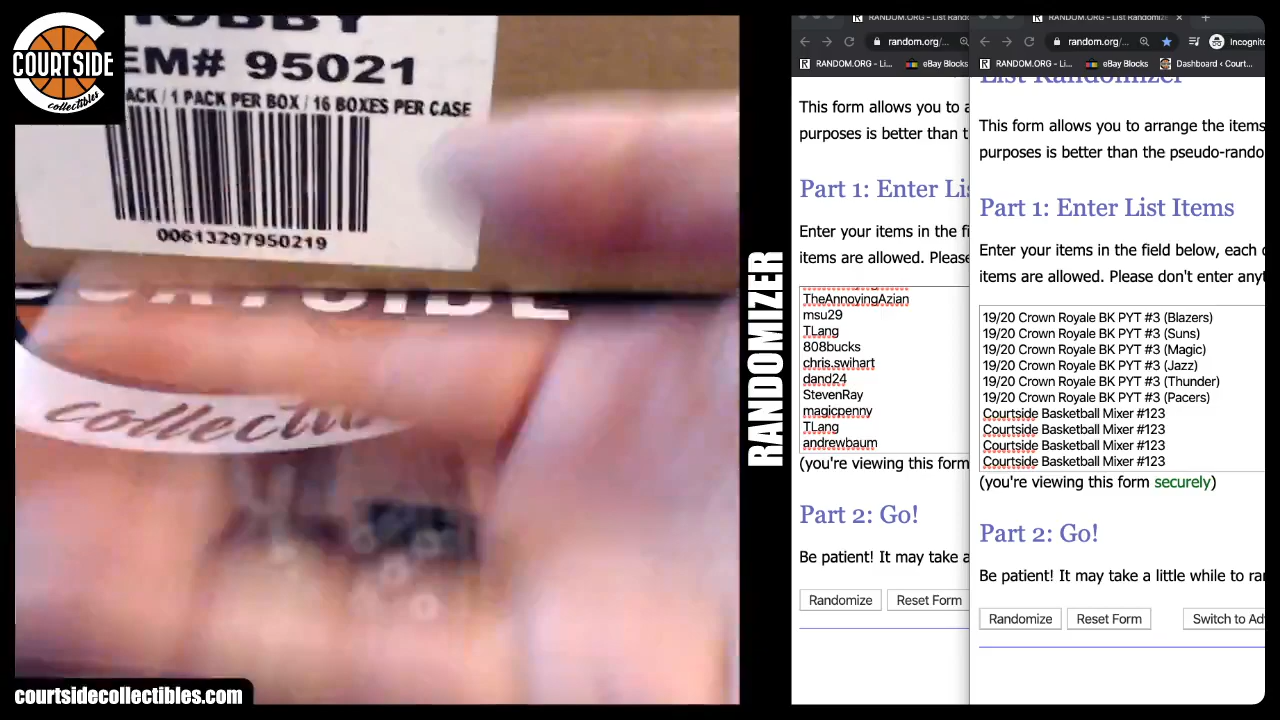 HOBBY
EM# 95021
ACK / 1 PACK PER BOX / 16 BOXES PER CASE
00613297950219
COURTSIDE
collectibles
courtsidecollectibles.com
RANDOMIZER
RANDOM.ORG - List Rando
random.org/
RANDOM.ORG - Li...
eBay Blocks
This form allows you to a
purposes is better than t
Part 1: Enter Lis
Enter your items in the fi
items are allowed. Please
TheAnnoyingAzian
msu29
TLang
808bucks
chris.swihart
dand24
StevenRay
magicpenny
TLang
andrewbaum
(you're viewing this form
Part 2: Go!
Be patient! It may take a
Randomize
Reset Form
RANDOM.ORG - List Randomiz
random.org/
Incognito
RANDOM.ORG - Li...
eBay Blocks
Dashboard ‹ Court...
List Randomizer
This form allows you to arrange the items
purposes is better than the pseudo-rando
Part 1: Enter List Items
Enter your items in the field below, each o
items are allowed. Please don't enter anyt
19/20 Crown Royale BK PYT #3 (Blazers)
19/20 Crown Royale BK PYT #3 (Suns)
19/20 Crown Royale BK PYT #3 (Magic)
19/20 Crown Royale BK PYT #3 (Jazz)
19/20 Crown Royale BK PYT #3 (Thunder)
19/20 Crown Royale BK PYT #3 (Pacers)
Courtside Basketball Mixer #123
Courtside Basketball Mixer #123
Courtside Basketball Mixer #123
Courtside Basketball Mixer #123
(you're viewing this form securely)
Part 2: Go!
Be patient! It may take a little while to ran
Randomize
Reset Form
Switch to Ad